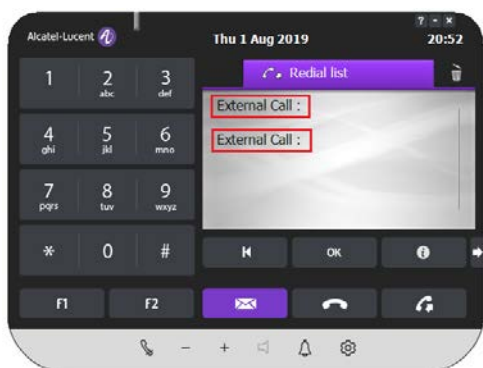 ? - x
Alcatel-Lucent
Thu 1 Aug 2019 20:52
Redial list
External Call :
External Call :
1 2 abc 3 def
4 ghi 5 jkl 6 mno
7 pqrs 8 tuv 9 wxyz
* 0 #
OK
F1 F2
- +